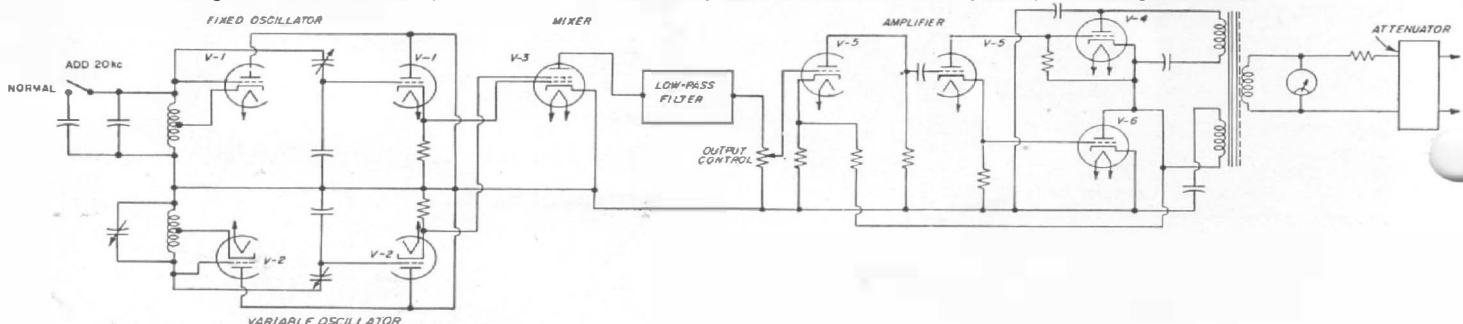 FIXED OSCILLATOR
MIXER
AMPLIFIER
V-4
ATTENUATOR
ADD 20kc
V-1
V-1
V-3
V-5
V-5
NORMAL
LOW-PASS
FILTER
V-6
OUTPUT
CONTROL
V-2
V-2
VARIABLE OSCILLATOR